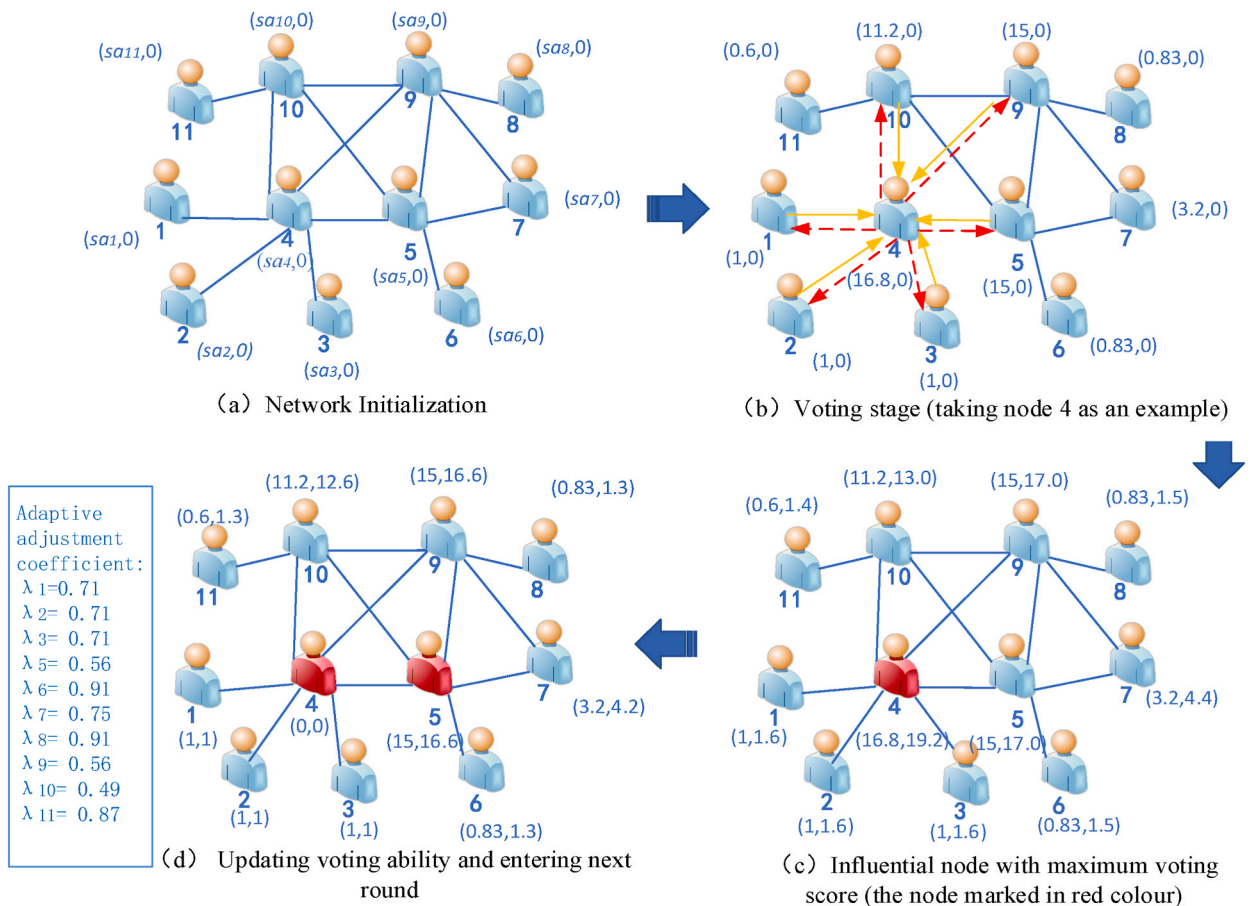 (sa10,0)
(sa9,0)
(sa11,0)
(sa8,0)
10
9
11
8
(sa7,0)
1
4
5
7
(sa1,0)
(sa4,0)
(sa5,0)
2
3
6
(sa2,0)
(sa3,0)
(sa6,0)
(a) Network Initialization
(11.2,0)
(15,0)
(0.6,0)
(0.83,0)
10
9
11
8
(3.2,0)
1
4
5
7
(1,0)
(16.8,0)
(15,0)
2
3
6
(1,0)
(1,0)
(0.83,0)
(b) Voting stage (taking node 4 as an example)
(11.2,13.0)
(15,17.0)
(0.6,1.4)
(0.83,1.5)
10
9
11
8
1
4
5
7
(3.2,4.4)
(1,1.6)
(16.8,19.2)
(15,17.0)
2
3
6
(1,1.6)
(1,1.6)
(0.83,1.5)
(c) Influential node with maximum voting
score (the node marked in red colour)
Adaptive
adjustment
coefficient:
λ1=0.71
λ2= 0.71
λ3= 0.71
λ5= 0.56
λ6= 0.91
λ7= 0.75
λ8= 0.91
λ9= 0.56
λ10= 0.49
λ11= 0.87
(11.2,12.6)
(15,16.6)
(0.6,1.3)
(0.83,1.3)
10
9
11
8
1
4
5
7
(3.2,4.2)
(1,1)
(0,0)
(15,16.6)
2
3
6
(1,1)
(1,1)
(0.83,1.3)
(d) Updating voting ability and entering next
round